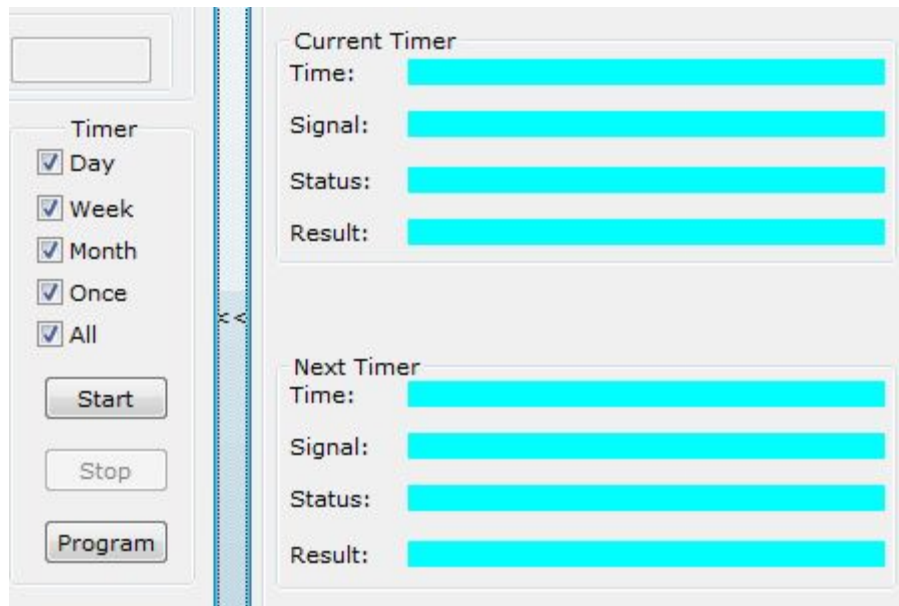 Timer
Day
Week
Month
Once
All
Start
Stop
Program
<<
Current Timer
Time:
Signal:
Status:
Result:
Next Timer
Time:
Signal:
Status:
Result: